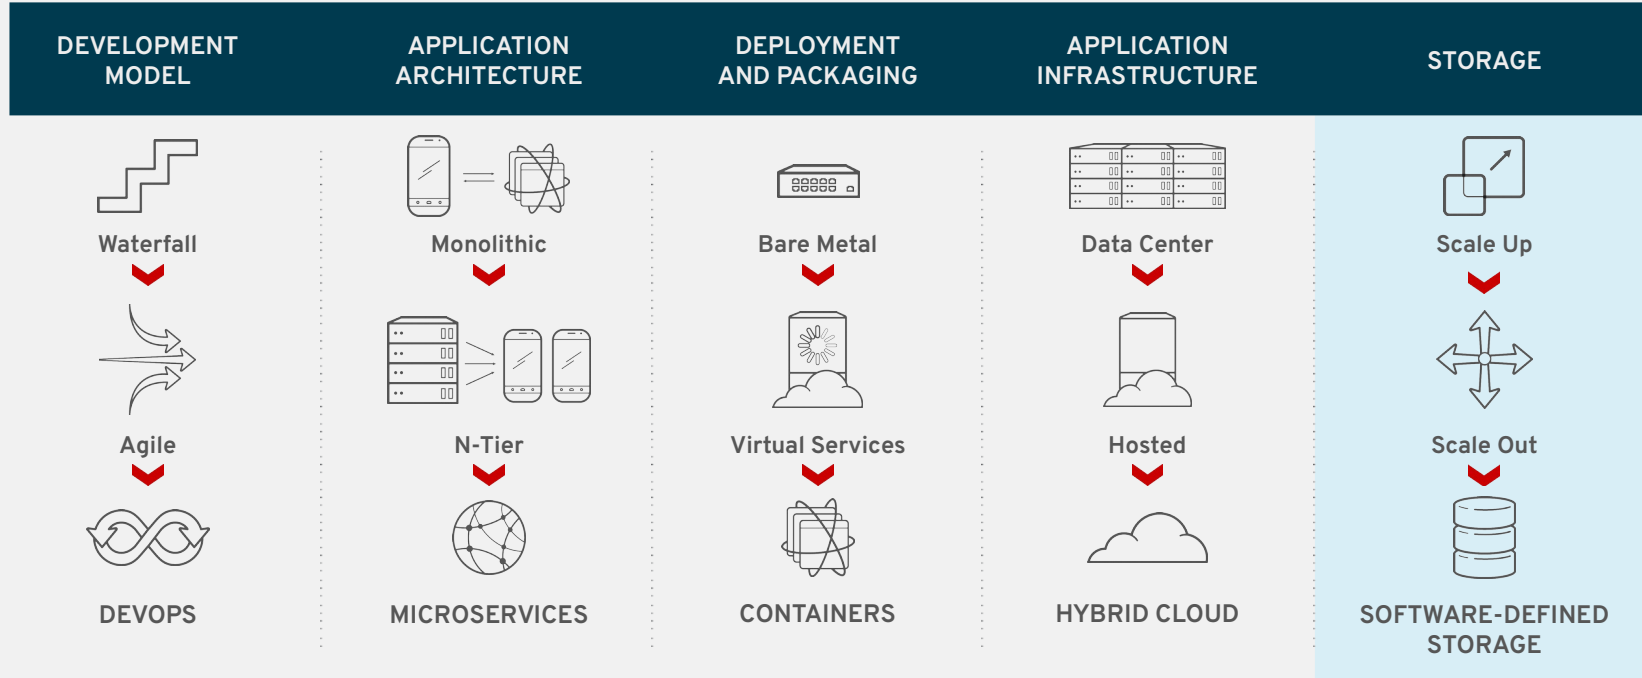 DEVELOPMENT
MODEL
APPLICATION
ARCHITECTURE
DEPLOYMENT
AND PACKAGING
APPLICATION
INFRASTRUCTURE
STORAGE
Waterfall
Monolithic
Bare Metal
Data Center
Scale Up
Agile
N-Tier
Virtual Services
Hosted
Scale Out
DEVOPS
MICROSERVICES
CONTAINERS
HYBRID CLOUD
SOFTWARE-DEFINED
STORAGE